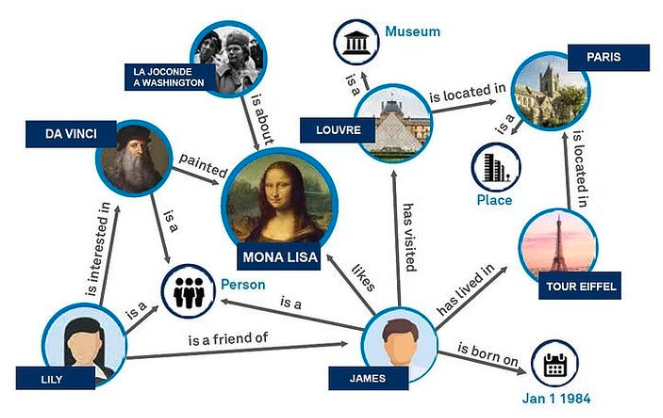 Museum
PARIS
LA JOCONDE
A WASHINGTON
is a
is located in
is about
LOUVRE
DA VINCI
is a
is located in
painted
Place
is a
has visited
is interested in
MONA LISA
Person
likes
has lived in
TOUR EIFFEL
is a
is a
is a friend of
is born on
LILY
JAMES
Jan 1 1984